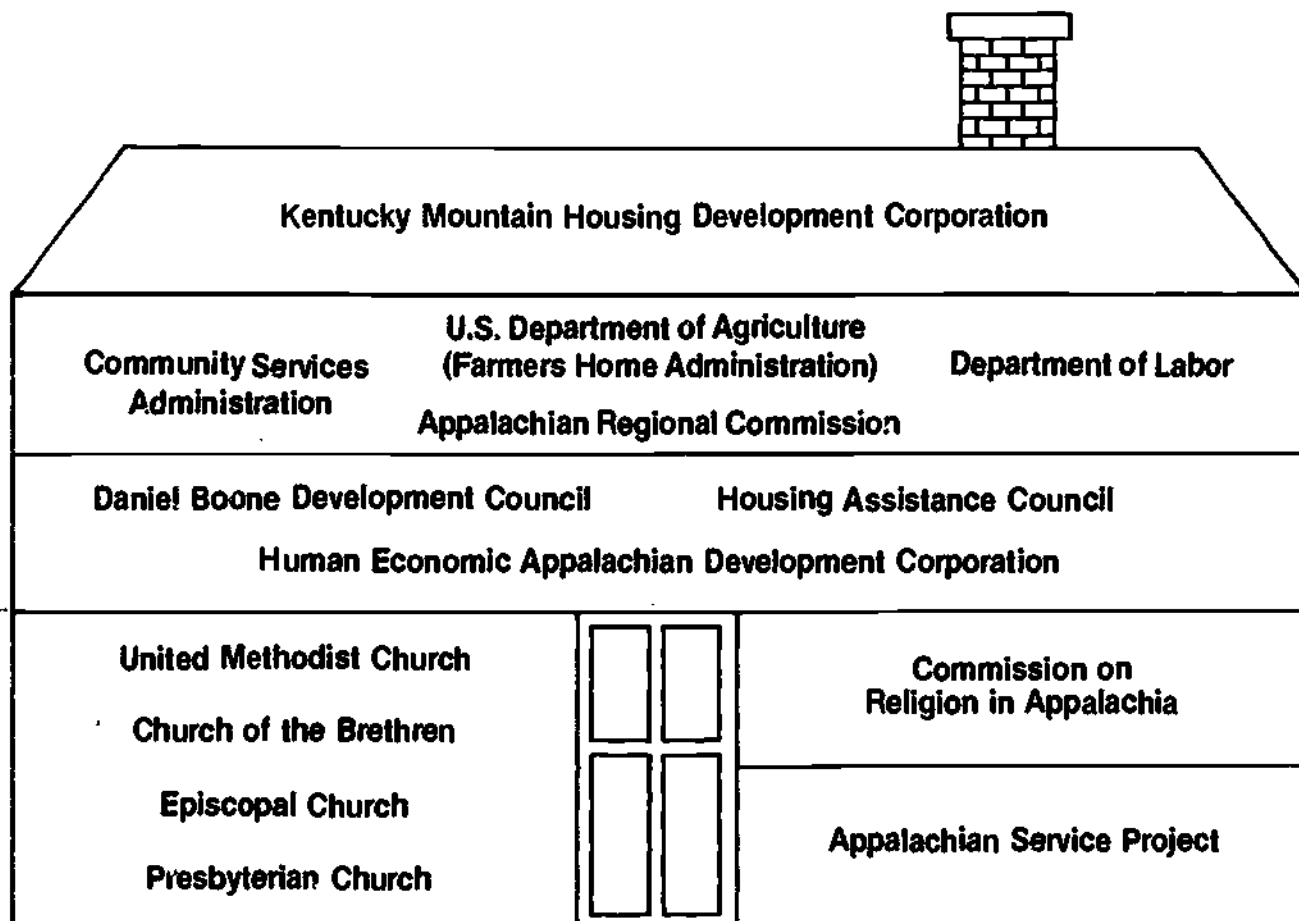 Kentucky Mountain Housing Development Corporation
Community Services
Administration
U.S. Department of Agriculture
(Farmers Home Administration)
Department of Labor
Appalachian Regional Commission
Daniel Boone Development Council
Housing Assistance Council
Human Economic Appalachian Development Corporation
United Methodist Church
Church of the Brethren
Episcopal Church
Presbyterian Church
Commission on
Religion in Appalachia
Appalachian Service Project